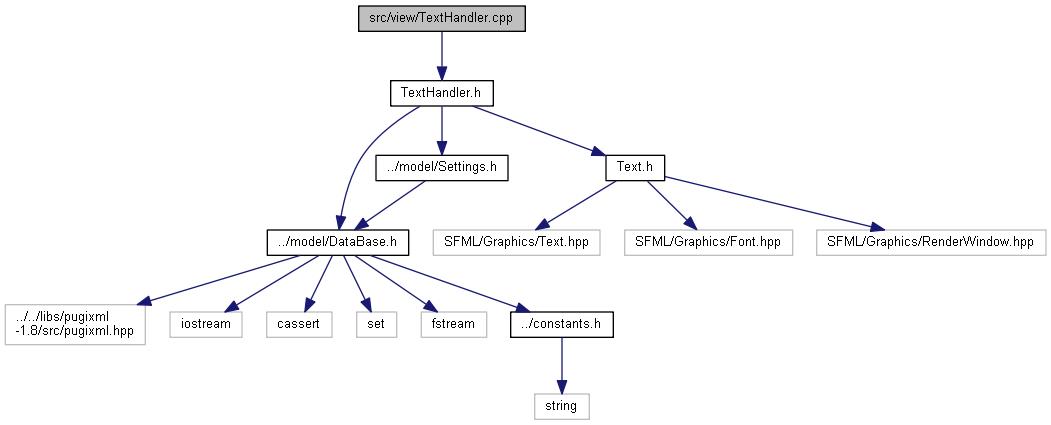 src/view/TextHandler.cpp
TextHandler.h
../model/Settings.h
Text.h
../model/DataBase.h
SFML/Graphics/Text.hpp
SFML/Graphics/Font.hpp
SFML/Graphics/RenderWindow.hpp
../../libs/pugixml
-1.8/src/pugixml.hpp
iostream
cassert
set
fstream
../constants.h
string